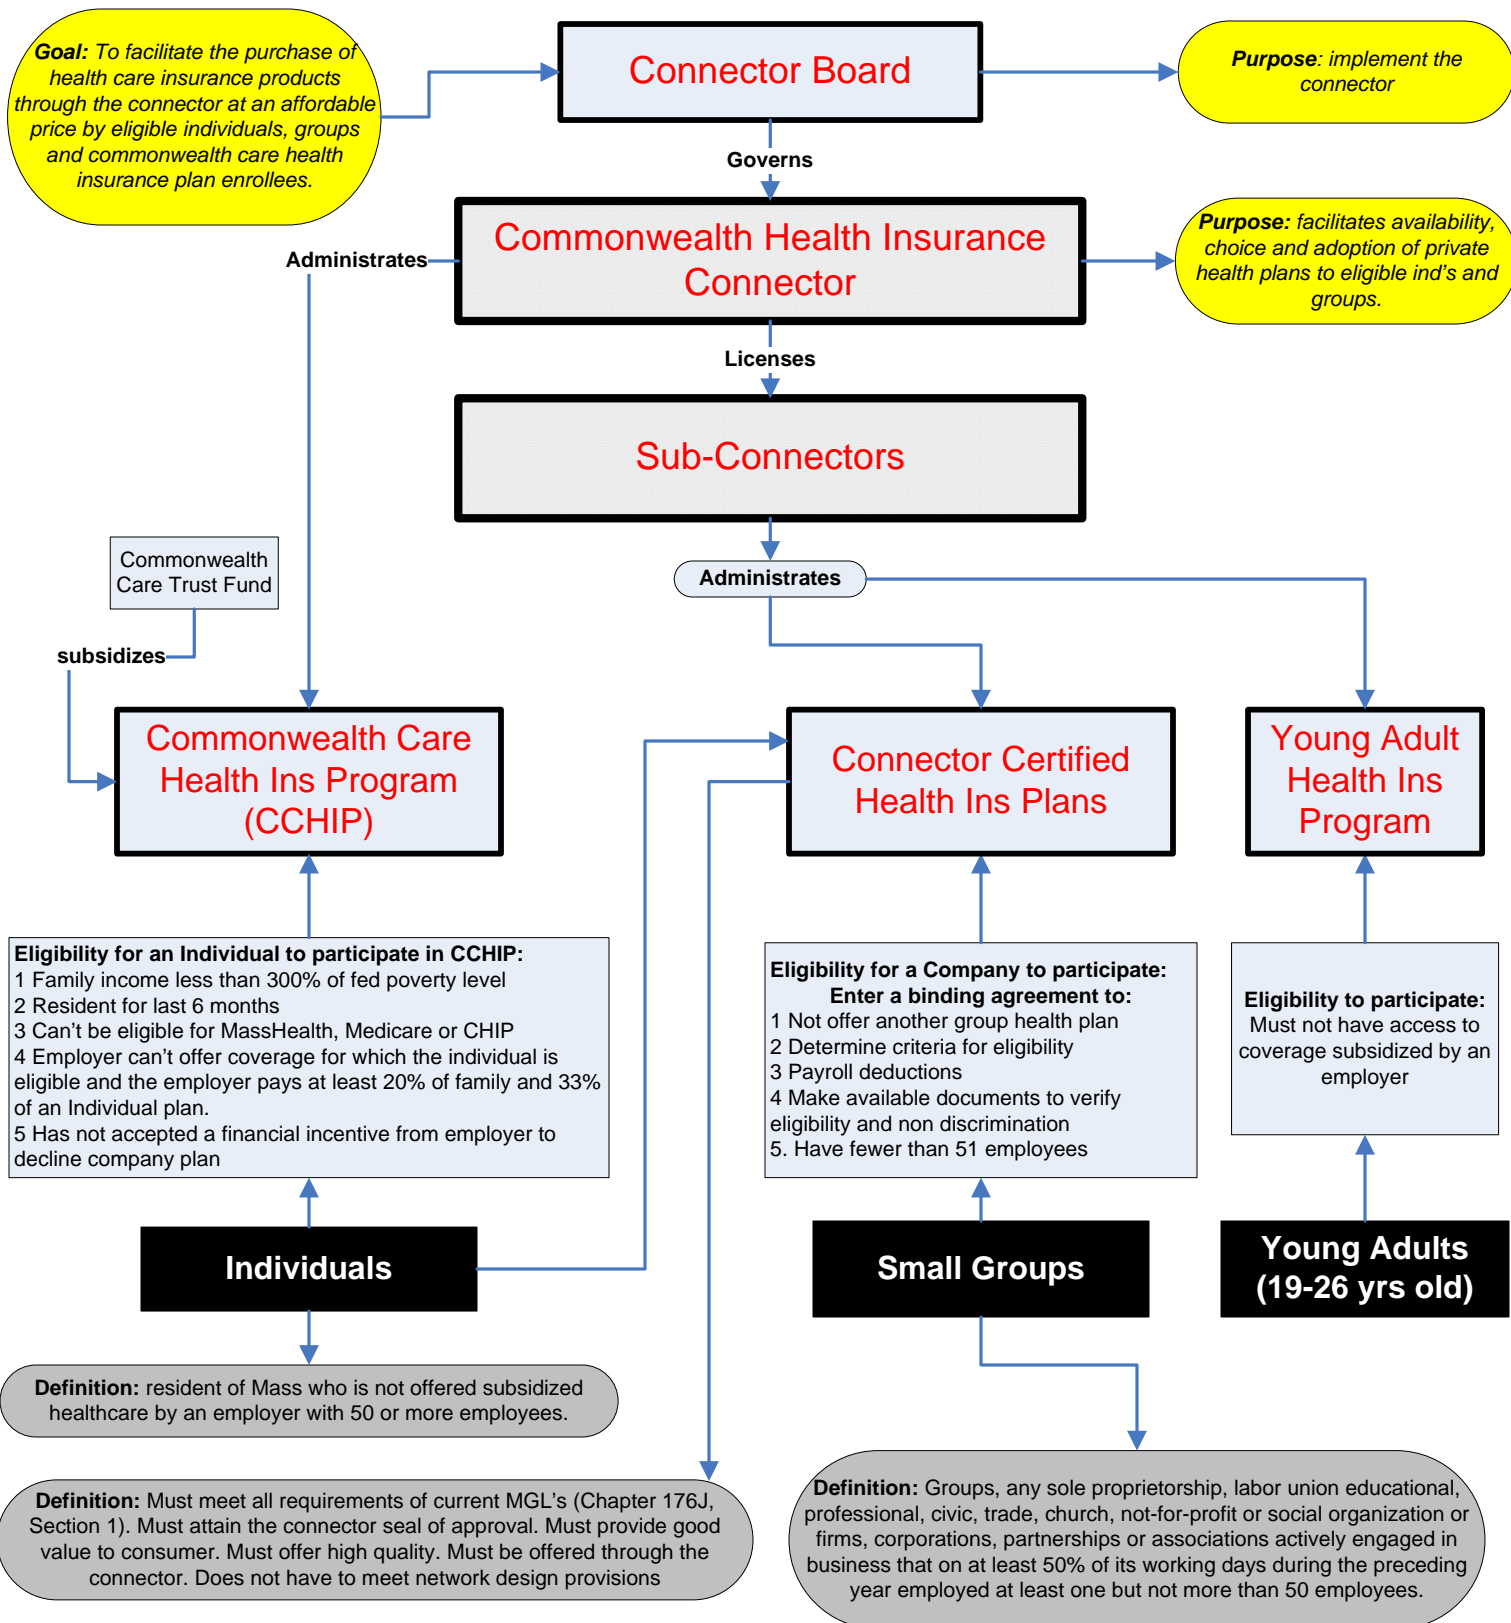 Goal: To facilitate the purchase of
health care insurance products
through the connector at an affordable
price by eligible individuals, groups
and commonwealth care health
insurance plan enrollees.
Connector Board
Purpose: implement the
connector
Governs
Commonwealth Health Insurance
Connector
Purpose: facilitates availability,
choice and adoption of private
health plans to eligible ind's and
groups.
Administrates
Licenses
Sub-Connectors
Commonwealth
Care Trust Fund
Administrates
subsidizes
Commonwealth Care
Health Ins Program
(CCHIP)
Connector Certified
Health Ins Plans
Young Adult
Health Ins
Program
Eligibility for an Individual to participate in CCHIP:
1 Family income less than 300% of fed poverty level
2 Resident for last 6 months
3 Can't be eligible for MassHealth, Medicare or CHIP
4 Employer can't offer coverage for which the individual is
eligible and the employer pays at least 20% of family and 33%
of an Individual plan.
5 Has not accepted a financial incentive from employer to
decline company plan
Eligibility for a Company to participate:
Enter a binding agreement to:
1 Not offer another group health plan
2 Determine criteria for eligibility
3 Payroll deductions
4 Make available documents to verify
eligibility and non discrimination
5. Have fewer than 51 employees
Eligibility to participate:
Must not have access to
coverage subsidized by an
employer
Individuals
Small Groups
Young Adults
(19-26 yrs old)
Definition: resident of Mass who is not offered subsidized
healthcare by an employer with 50 or more employees.
Definition: Must meet all requirements of current MGL's (Chapter 176J,
Section 1). Must attain the connector seal of approval. Must provide good
value to consumer. Must offer high quality. Must be offered through the
connector. Does not have to meet network design provisions
Definition: Groups, any sole proprietorship, labor union educational,
professional, civic, trade, church, not-for-profit or social organization or
firms, corporations, partnerships or associations actively engaged in
business that on at least 50% of its working days during the preceding
year employed at least one but not more than 50 employees.